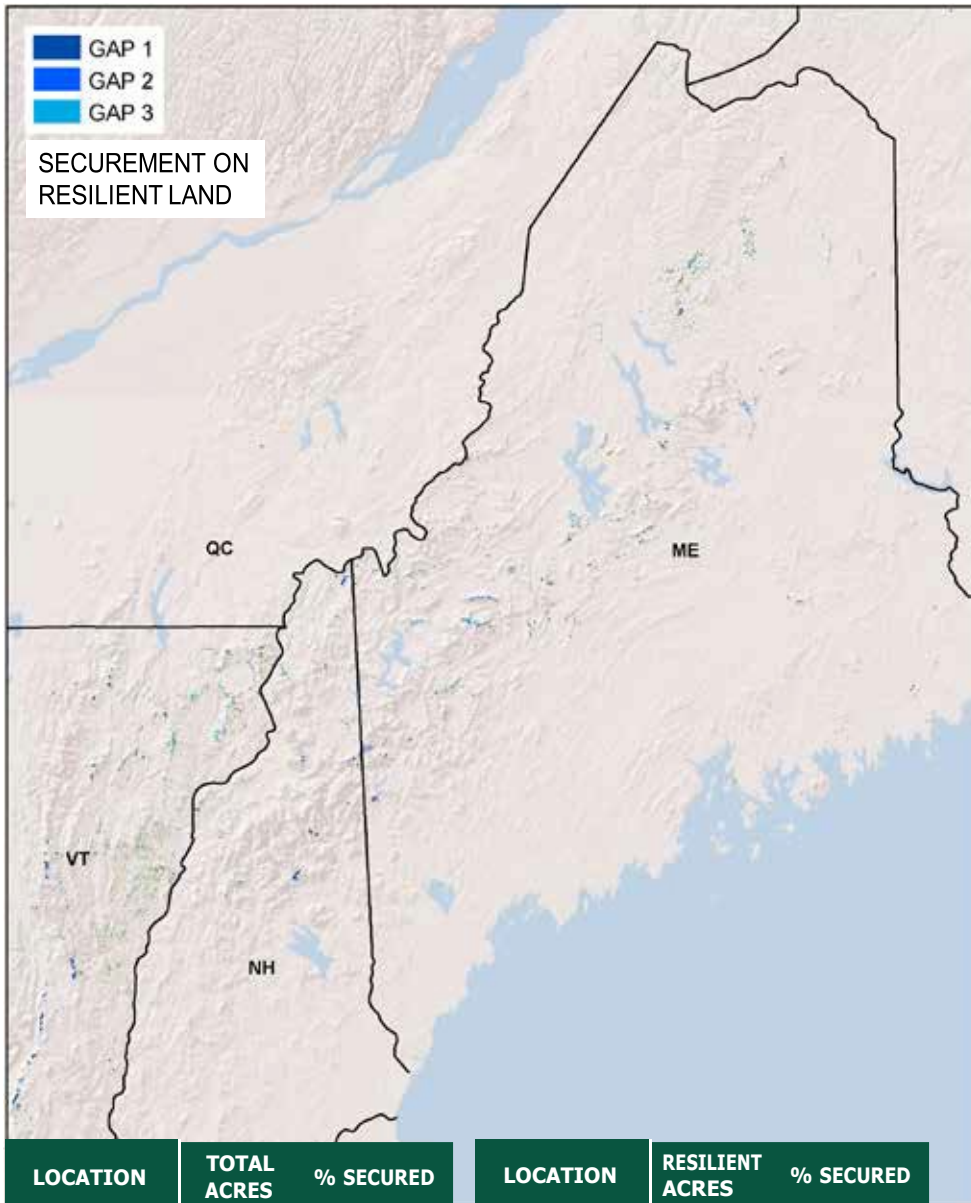 GAP 1
GAP 2
GAP 3
SECUREMENT ON
RESILIENT LAND
QC
ME
VT
NH
LOCATION
TOTAL
ACRES
% SECURED
LOCATION
RESILIENT
ACRES
% SECURED